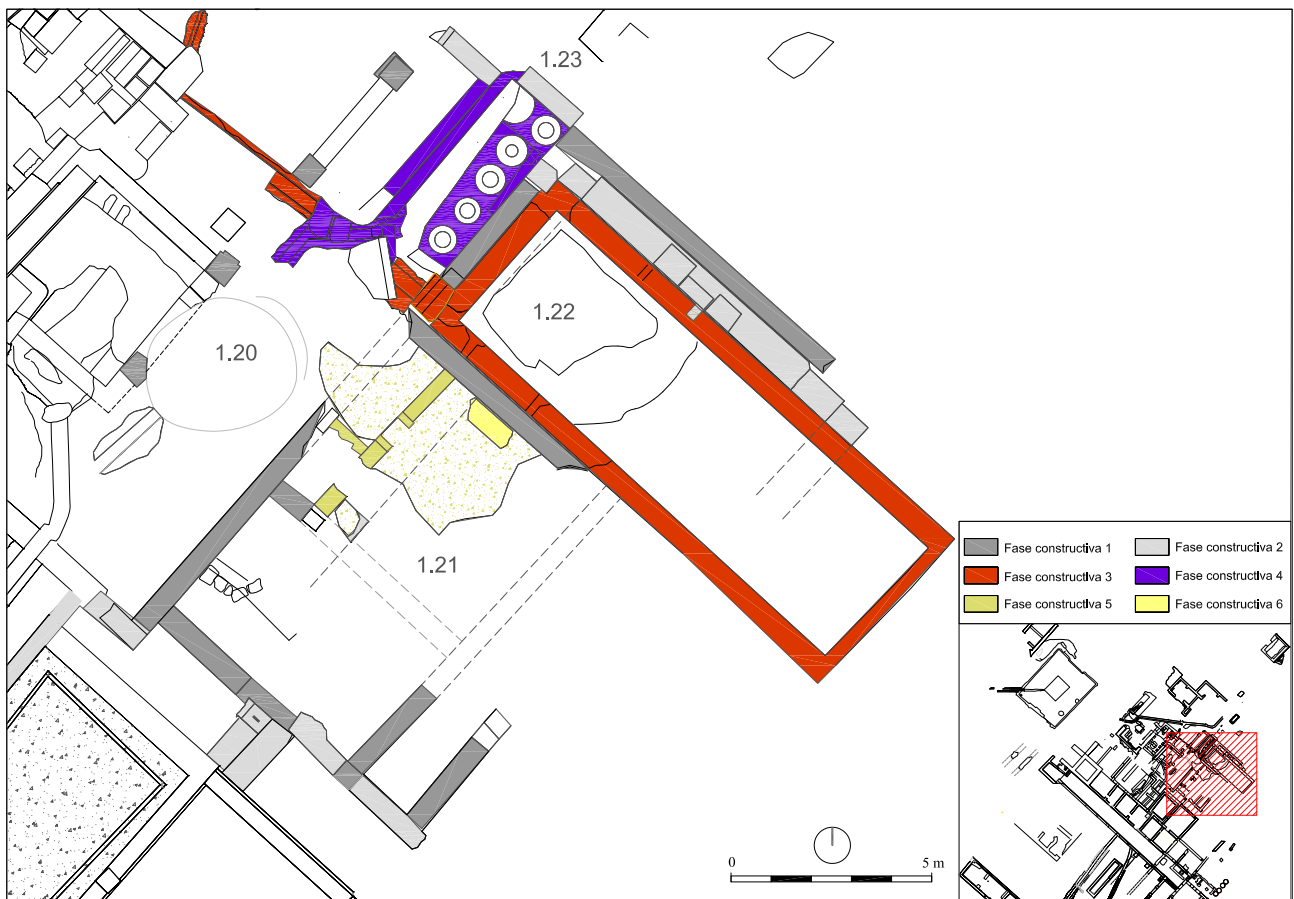 1.23
1.22
1.20
1.21
Fase constructiva 1
Fase constructiva 2
Fase constructiva 3
Fase constructiva 4
Fase constructiva 5
Fase constructiva 6
0 5 m